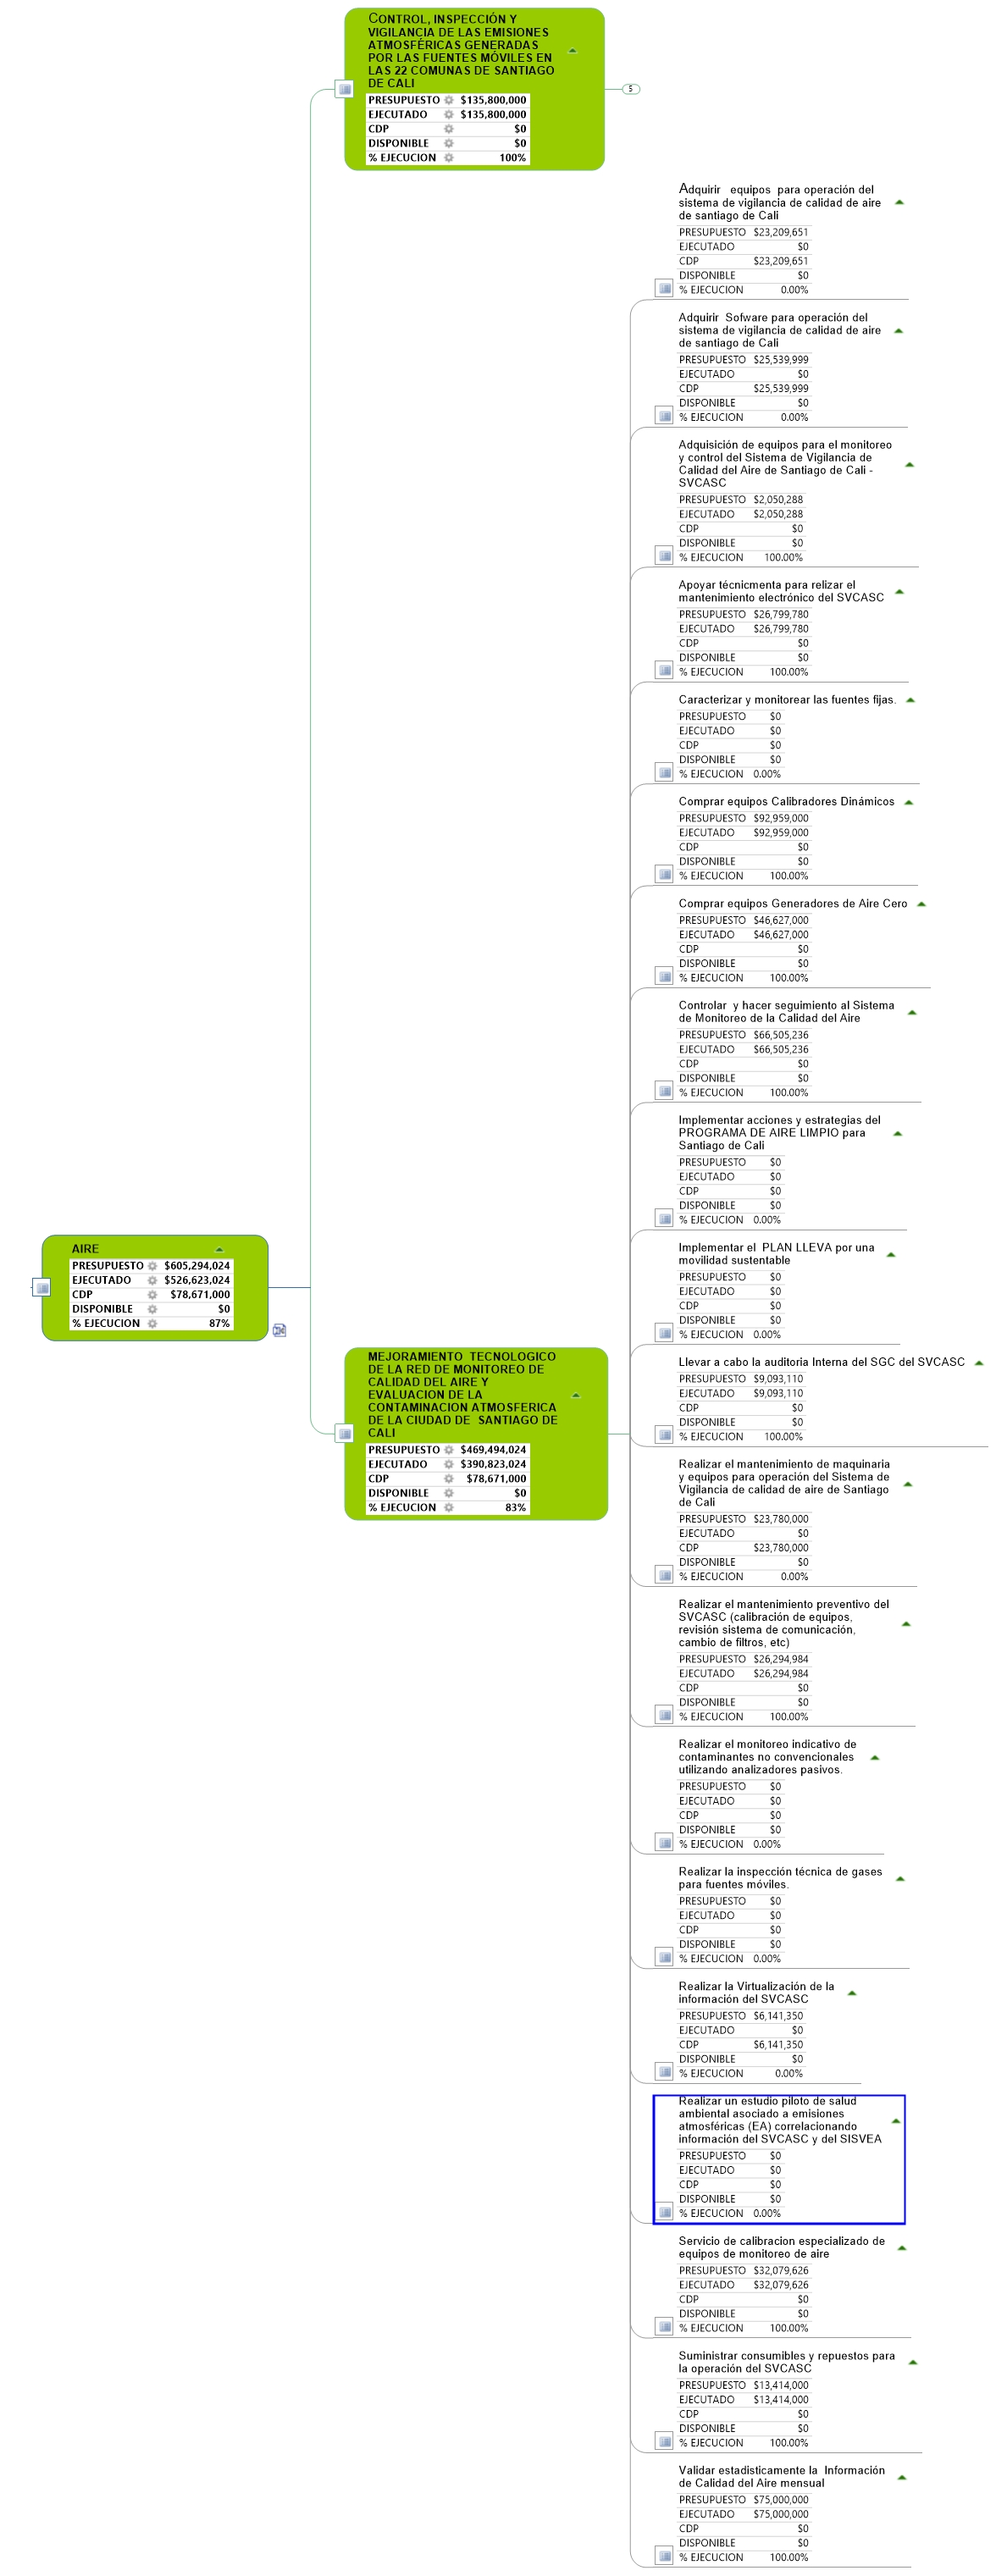 CONTROL, INSPECCIÓN Y
VIGILANCIA DE LAS EMISIONES
ATMOSFÉRICAS GENERADAS
POR LAS FUENTES MÓVILES EN
LAS 22 COMUNAS DE SANTIAGO
DE CALI
PRESUPUESTO $135,800,000
EJECUTADO $135,800,000
CDP $0
DISPONIBLE $0
% EJECUCION 100%
5
Adquirir equipos para operación del
sistema de vigilancia de calidad de aire
de santiago de Cali
PRESUPUESTO $23,209,651
EJECUTADO $0
CDP $23,209,651
DISPONIBLE $0
% EJECUCION 0.00%
Adquirir Sofware para operación del
sistema de vigilancia de calidad de aire
de santiago de Cali
PRESUPUESTO $25,539,999
EJECUTADO $0
CDP $25,539,999
DISPONIBLE $0
% EJECUCION 0.00%
Adquisición de equipos para el monitoreo
y control del Sistema de Vigilancia de
Calidad del Aire de Santiago de Cali -
SVCASC
PRESUPUESTO $2,050,288
EJECUTADO $2,050,288
CDP $0
DISPONIBLE $0
% EJECUCION 100.00%
Apoyar técnicmenta para relizar el
mantenimiento electrónico del SVCASC
PRESUPUESTO $26,799,780
EJECUTADO $26,799,780
CDP $0
DISPONIBLE $0
% EJECUCION 100.00%
Caracterizar y monitorear las fuentes fijas.
PRESUPUESTO $0
EJECUTADO $0
CDP $0
DISPONIBLE $0
% EJECUCION 0.00%
Comprar equipos Calibradores Dinámicos
PRESUPUESTO $92,959,000
EJECUTADO $92,959,000
CDP $0
DISPONIBLE $0
% EJECUCION 100.00%
Comprar equipos Generadores de Aire Cero
PRESUPUESTO $46,627,000
EJECUTADO $46,627,000
CDP $0
DISPONIBLE $0
% EJECUCION 100.00%
Controlar y hacer seguimiento al Sistema
de Monitoreo de la Calidad del Aire
PRESUPUESTO $66,505,236
EJECUTADO $66,505,236
CDP $0
DISPONIBLE $0
% EJECUCION 100.00%
Implementar acciones y estrategias del
PROGRAMA DE AIRE LIMPIO para
Santiago de Cali
PRESUPUESTO $0
EJECUTADO $0
CDP $0
DISPONIBLE $0
% EJECUCION 0.00%
Implementar el PLAN LLEVA por una
movilidad sustentable
PRESUPUESTO $0
EJECUTADO $0
CDP $0
DISPONIBLE $0
% EJECUCION 0.00%
AIRE
PRESUPUESTO $605,294,024
EJECUTADO $526,623,024
CDP $78,671,000
DISPONIBLE $0
% EJECUCION 87%
MEJORAMIENTO TECNOLOGICO
DE LA RED DE MONITOREO DE
CALIDAD DEL AIRE Y
EVALUACION DE LA
CONTAMINACION ATMOSFERICA
DE LA CIUDAD DE SANTIAGO DE
CALI
PRESUPUESTO $469,494,024
EJECUTADO $390,823,024
CDP $78,671,000
DISPONIBLE $0
% EJECUCION 83%
Llevar a cabo la auditoria Interna del SGC del SVCASC
PRESUPUESTO $9,093,110
EJECUTADO $9,093,110
CDP $0
DISPONIBLE $0
% EJECUCION 100.00%
Realizar el mantenimiento de maquinaria
y equipos para operación del Sistema de
Vigilancia de calidad de aire de Santiago
de Cali
PRESUPUESTO $23,780,000
EJECUTADO $0
CDP $23,780,000
DISPONIBLE $0
% EJECUCION 0.00%
Realizar el mantenimiento preventivo del
SVCASC (calibración de equipos,
revisión sistema de comunicación,
cambio de filtros, etc)
PRESUPUESTO $26,294,984
EJECUTADO $26,294,984
CDP $0
DISPONIBLE $0
% EJECUCION 100.00%
Realizar el monitoreo indicativo de
contaminantes no convencionales
utilizando analizadores pasivos.
PRESUPUESTO $0
EJECUTADO $0
CDP $0
DISPONIBLE $0
% EJECUCION 0.00%
Realizar la inspección técnica de gases
para fuentes móviles.
PRESUPUESTO $0
EJECUTADO $0
CDP $0
DISPONIBLE $0
% EJECUCION 0.00%
Realizar la Virtualización de la
información del SVCASC
PRESUPUESTO $6,141,350
EJECUTADO $0
CDP $6,141,350
DISPONIBLE $0
% EJECUCION 0.00%
Realizar un estudio piloto de salud
ambiental asociado a emisiones
atmosféricas (EA) correlacionando
información del SVCASC y del SISVEA
PRESUPUESTO $0
EJECUTADO $0
CDP $0
DISPONIBLE $0
% EJECUCION 0.00%
Servicio de calibracion especializado de
equipos de monitoreo de aire
PRESUPUESTO $32,079,626
EJECUTADO $32,079,626
CDP $0
DISPONIBLE $0
% EJECUCION 100.00%
Suministrar consumibles y repuestos para
la operación del SVCASC
PRESUPUESTO $13,414,000
EJECUTADO $13,414,000
CDP $0
DISPONIBLE $0
% EJECUCION 100.00%
Validar estadisticamente la Información
de Calidad del Aire mensual
PRESUPUESTO $75,000,000
EJECUTADO $75,000,000
CDP $0
DISPONIBLE $0
% EJECUCION 100.00%